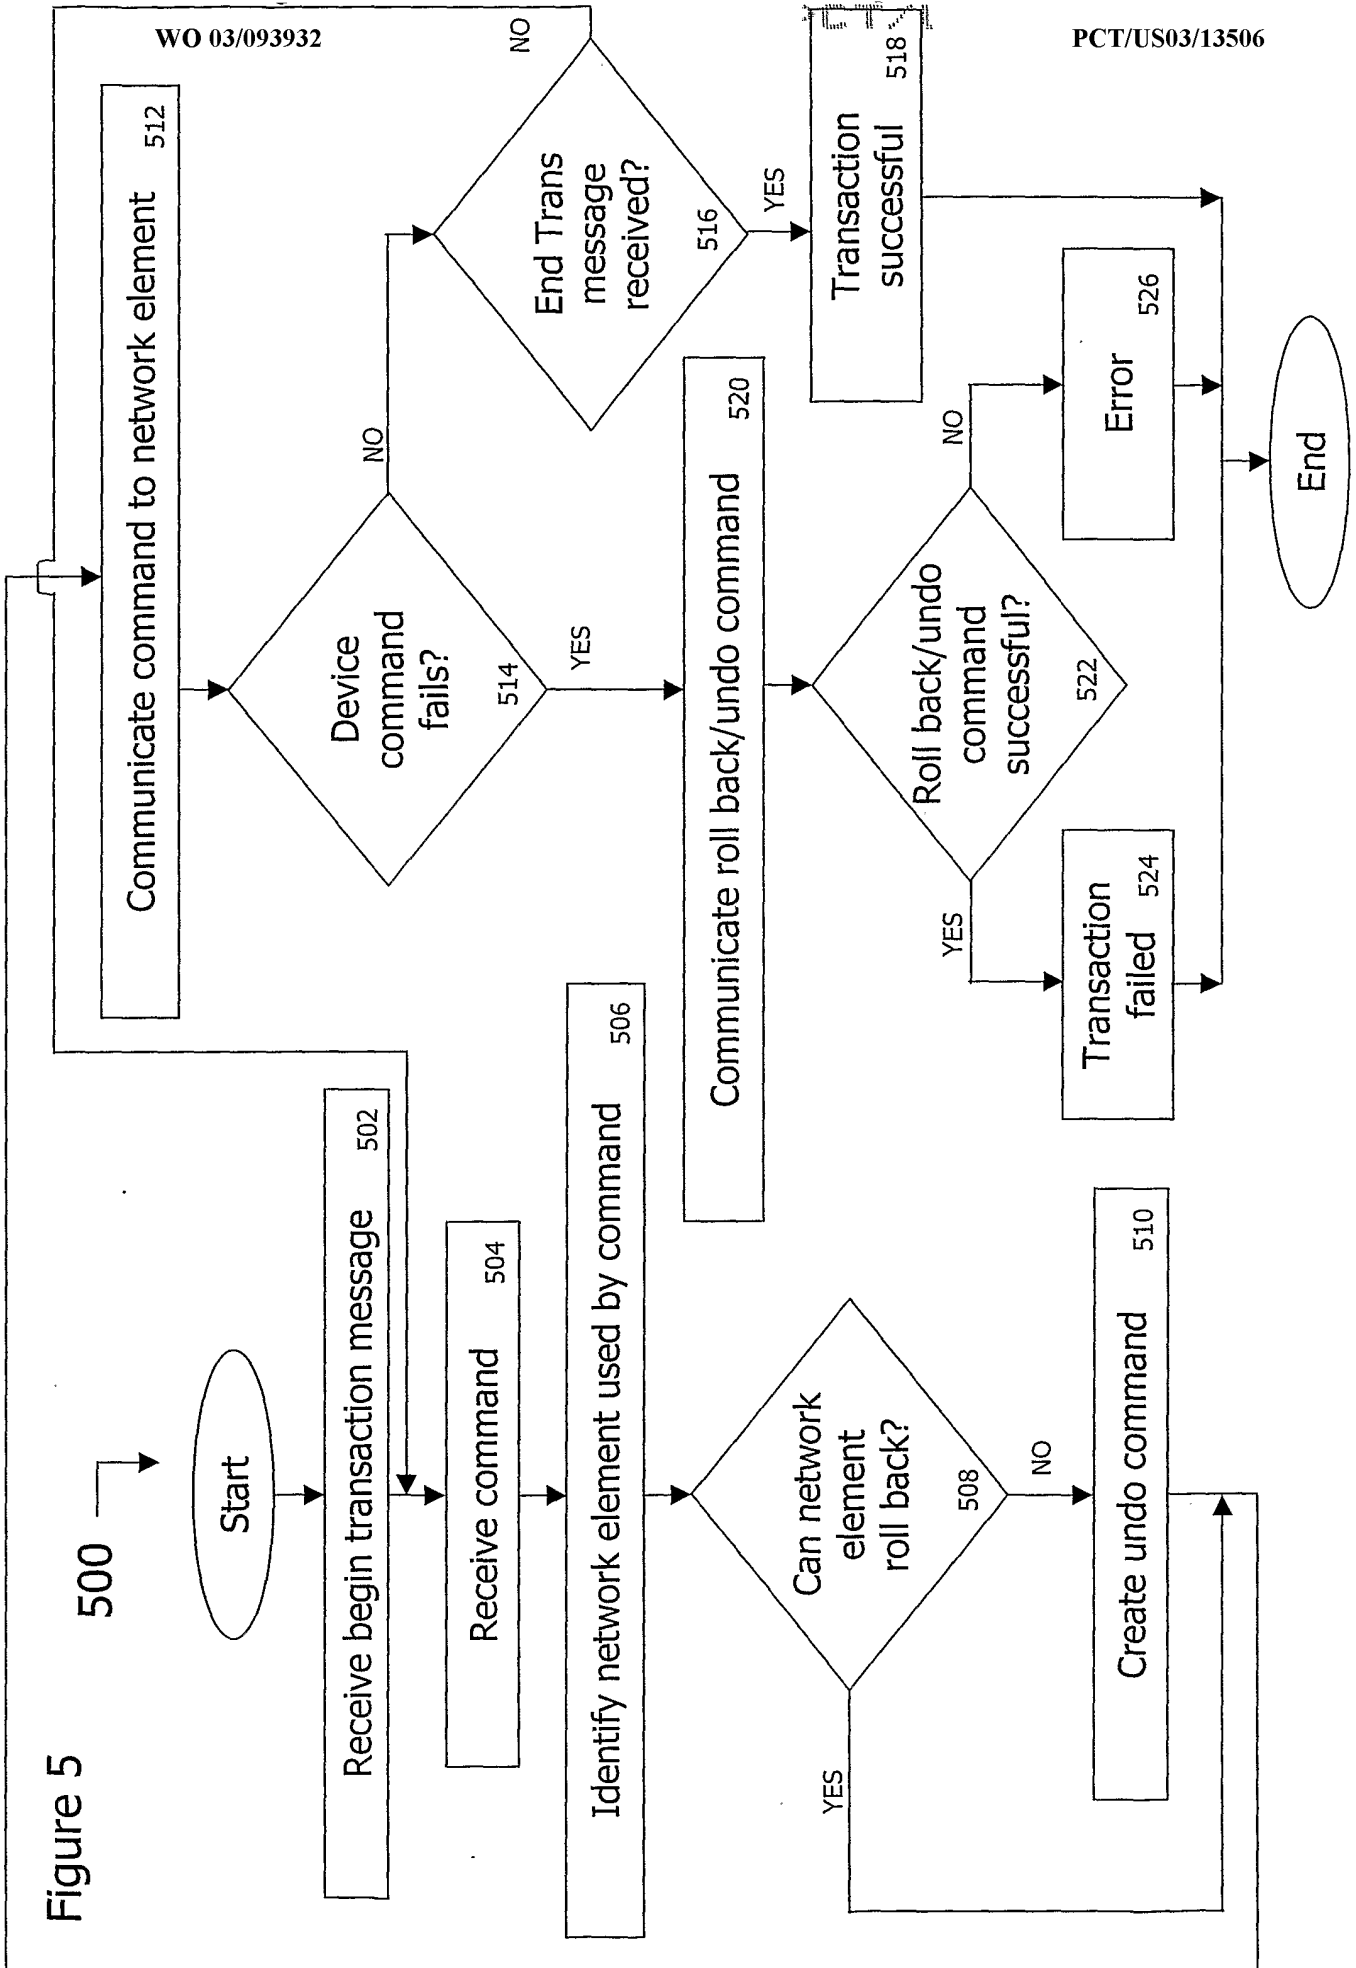 WO 03/093932
PCT/US03/13506
Figure 5
500
Start
Receive begin transaction message
502
Receive command
504
Identify network element used by command
506
Can network
element
roll back?
508
YES
NO
Create undo command
510
Communicate command to network element
512
Device
command
fails?
514
NO
YES
End Trans
message
received?
516
NO
YES
Transaction
successful
518
Communicate roll back/undo command
520
Roll back/undo
command
successful?
522
YES
NO
Transaction
failed
524
Error
526
End